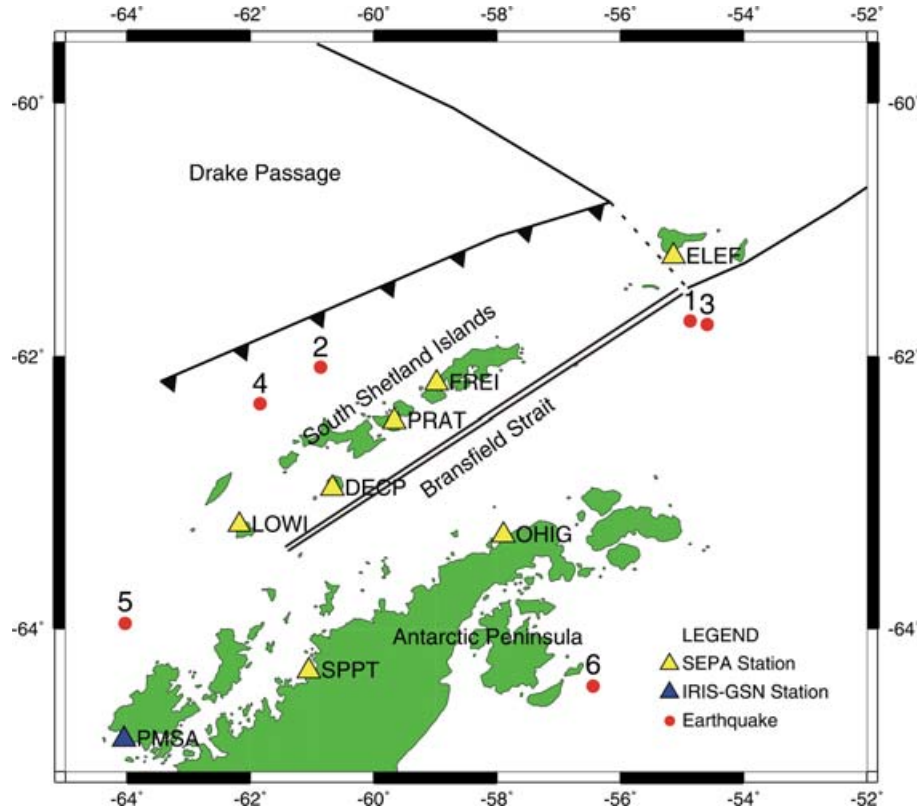 -64° -62° -60° -58° -56° -54° -52°
-60° -60°
Drake Passage
ELEF
1 3
2
-62° -62°
4
South Shetland Islands
FREI
PRAT
Bransfield Strait
DECP
LOWI
OHIG
5
-64° -64°
Antarctic Peninsula
LEGEND
6
SPPT
SEPA Station
IRIS-GSN Station
Earthquake
PMSA
-64° -62° -60° -58° -56° -54° -52°